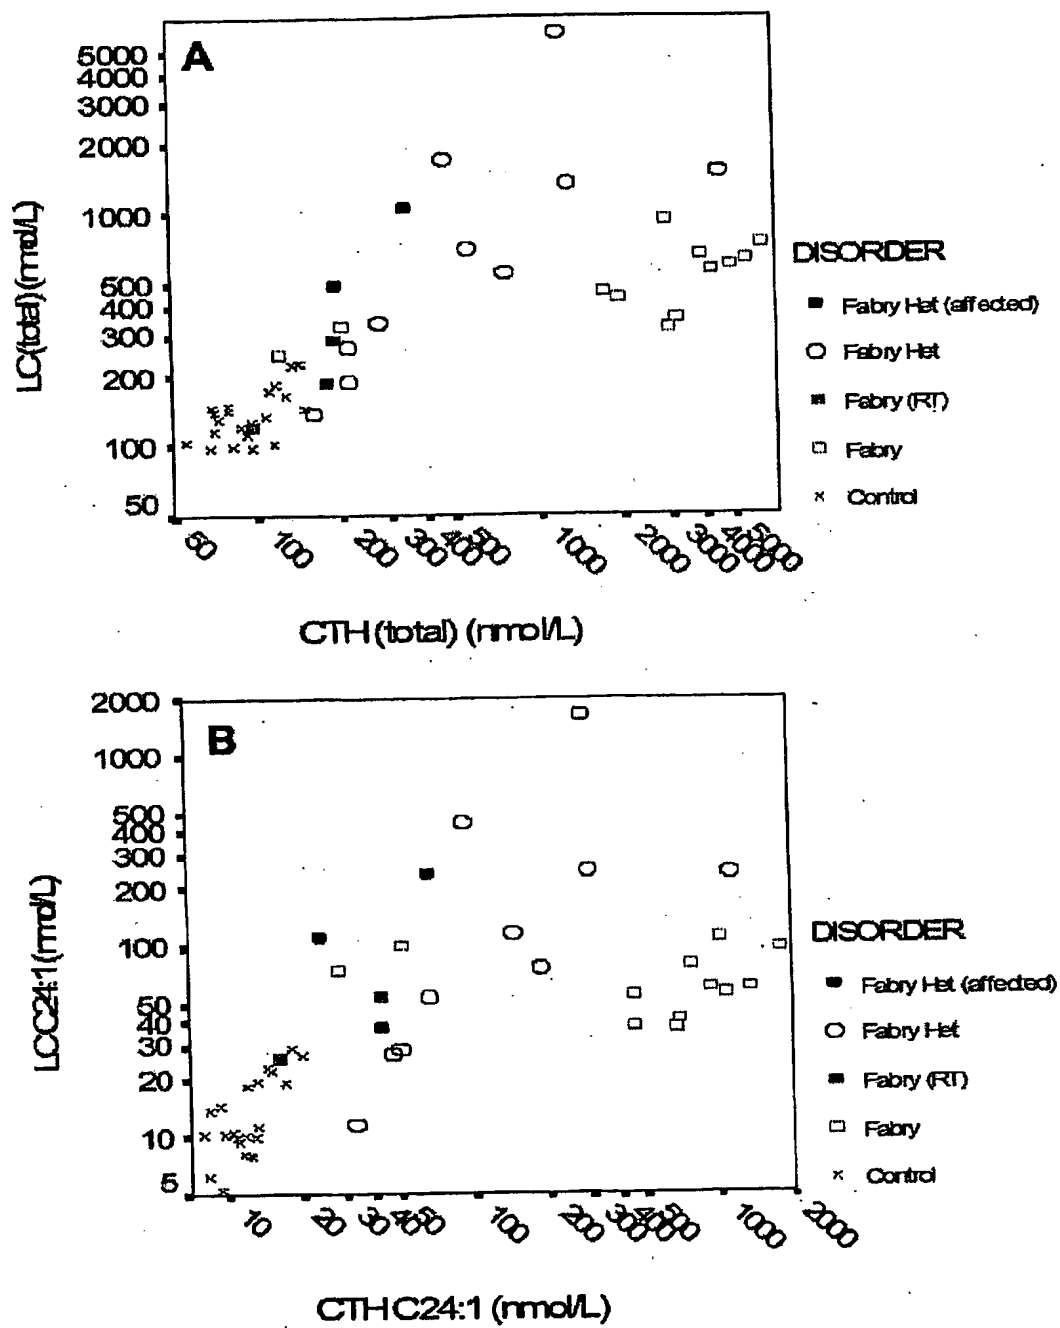 A
5000
4000
3000
2000
1000
500
400
300
200
100
50
LC(total) (nmol/L)
50
100
200
300
400
500
1000
2000
3000
4000
5000
CTH (total) (nmol/L)
DISORDER
Fabry Het (affected)
Fabry Het
Fabry (RT)
Fabry
Control
B
2000
1000
500
400
300
200
100
50
40
30
20
10
5
LCC24:1 (nmol/L)
10
20
30
40
50
100
200
300
400
500
1000
2000
CTH C24:1 (nmol/L)
DISORDER
Fabry Het (affected)
Fabry Het
Fabry (RT)
Fabry
Control